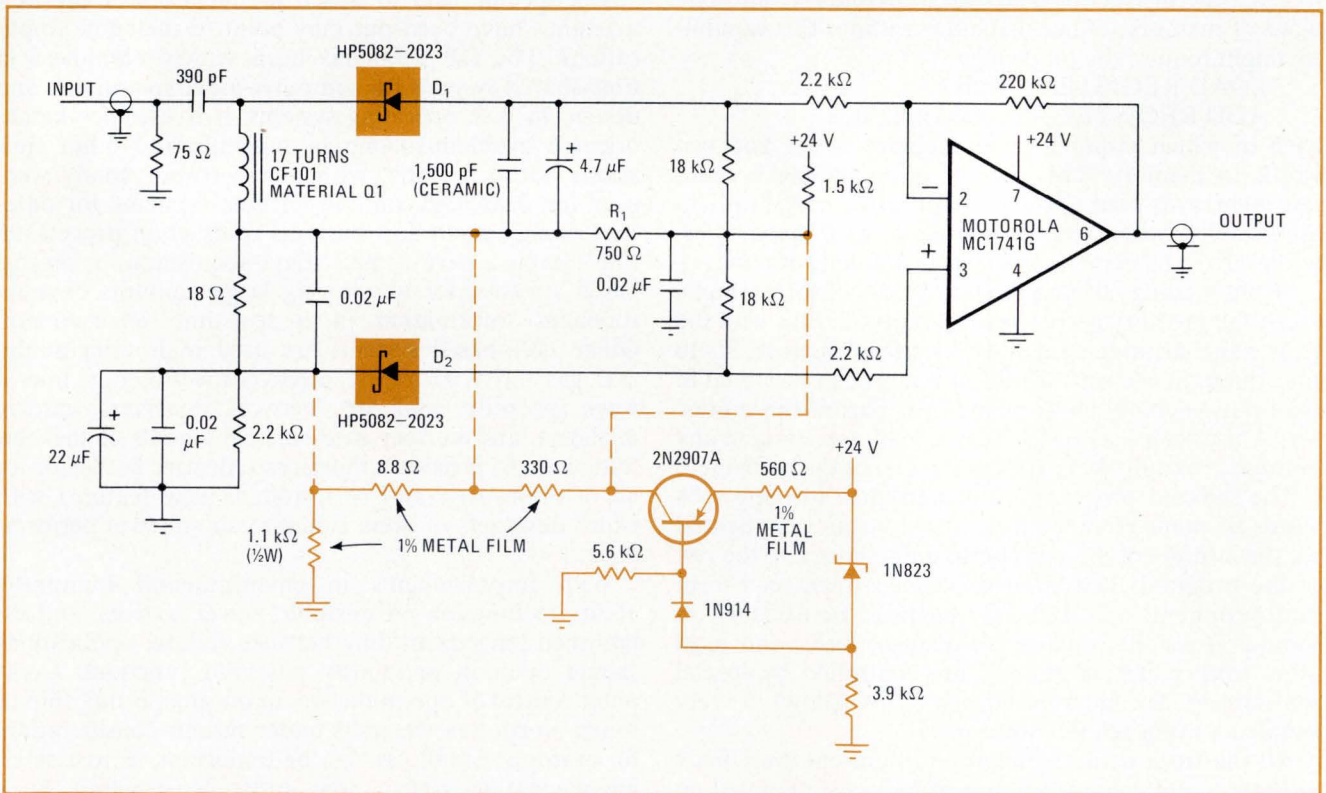 HP5082-2023
390 pF
INPUT
D1
2.2 kΩ
220 kΩ
+24 V
+24 V
75 Ω
17 TURNS
CF101
MATERIAL Q1
1,500 pF
(CERAMIC)
4.7 µF
18 kΩ
1.5 kΩ
−
2
7
MOTOROLA
MC1741G
6
OUTPUT
R1
750 Ω
+
3
4
18 Ω
0.02 µF
0.02 µF
18 kΩ
D2
2.2 kΩ
HP5082-2023
+
22 µF
0.02
µF
2.2 kΩ
8.8 Ω
330 Ω
2N2907A
560 Ω
+24 V
1%
METAL
FILM
1.1 kΩ
(½W)
1% METAL FILM
5.6 kΩ
1N823
1N914
3.9 kΩ